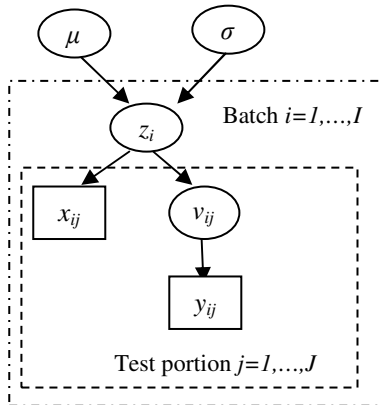 μ σ
Batch i=1,...,I
z_i
x_ij v_ij
y_ij
Test portion j=1,...,J